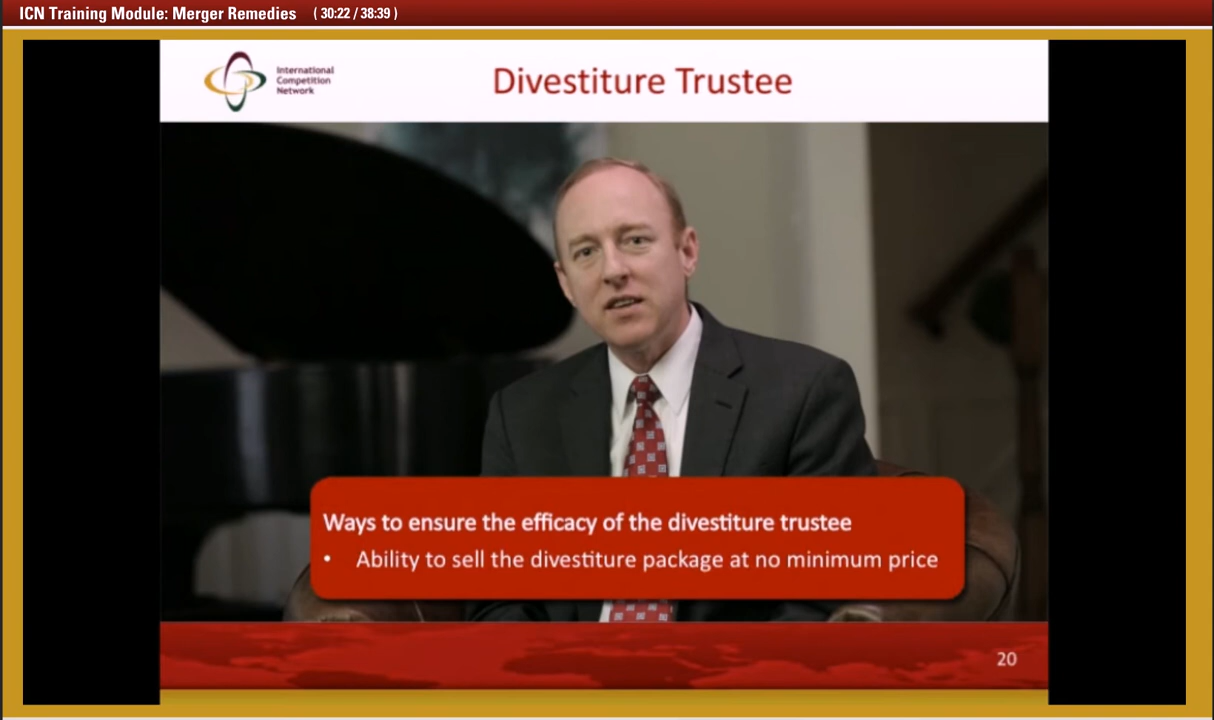 ICN Training Module: Merger Remedies ( 30:22 / 38:39 )
International
Competition
Network
Divestiture Trustee
Ways to ensure the efficacy of the divestiture trustee
• Ability to sell the divestiture package at no minimum price
20